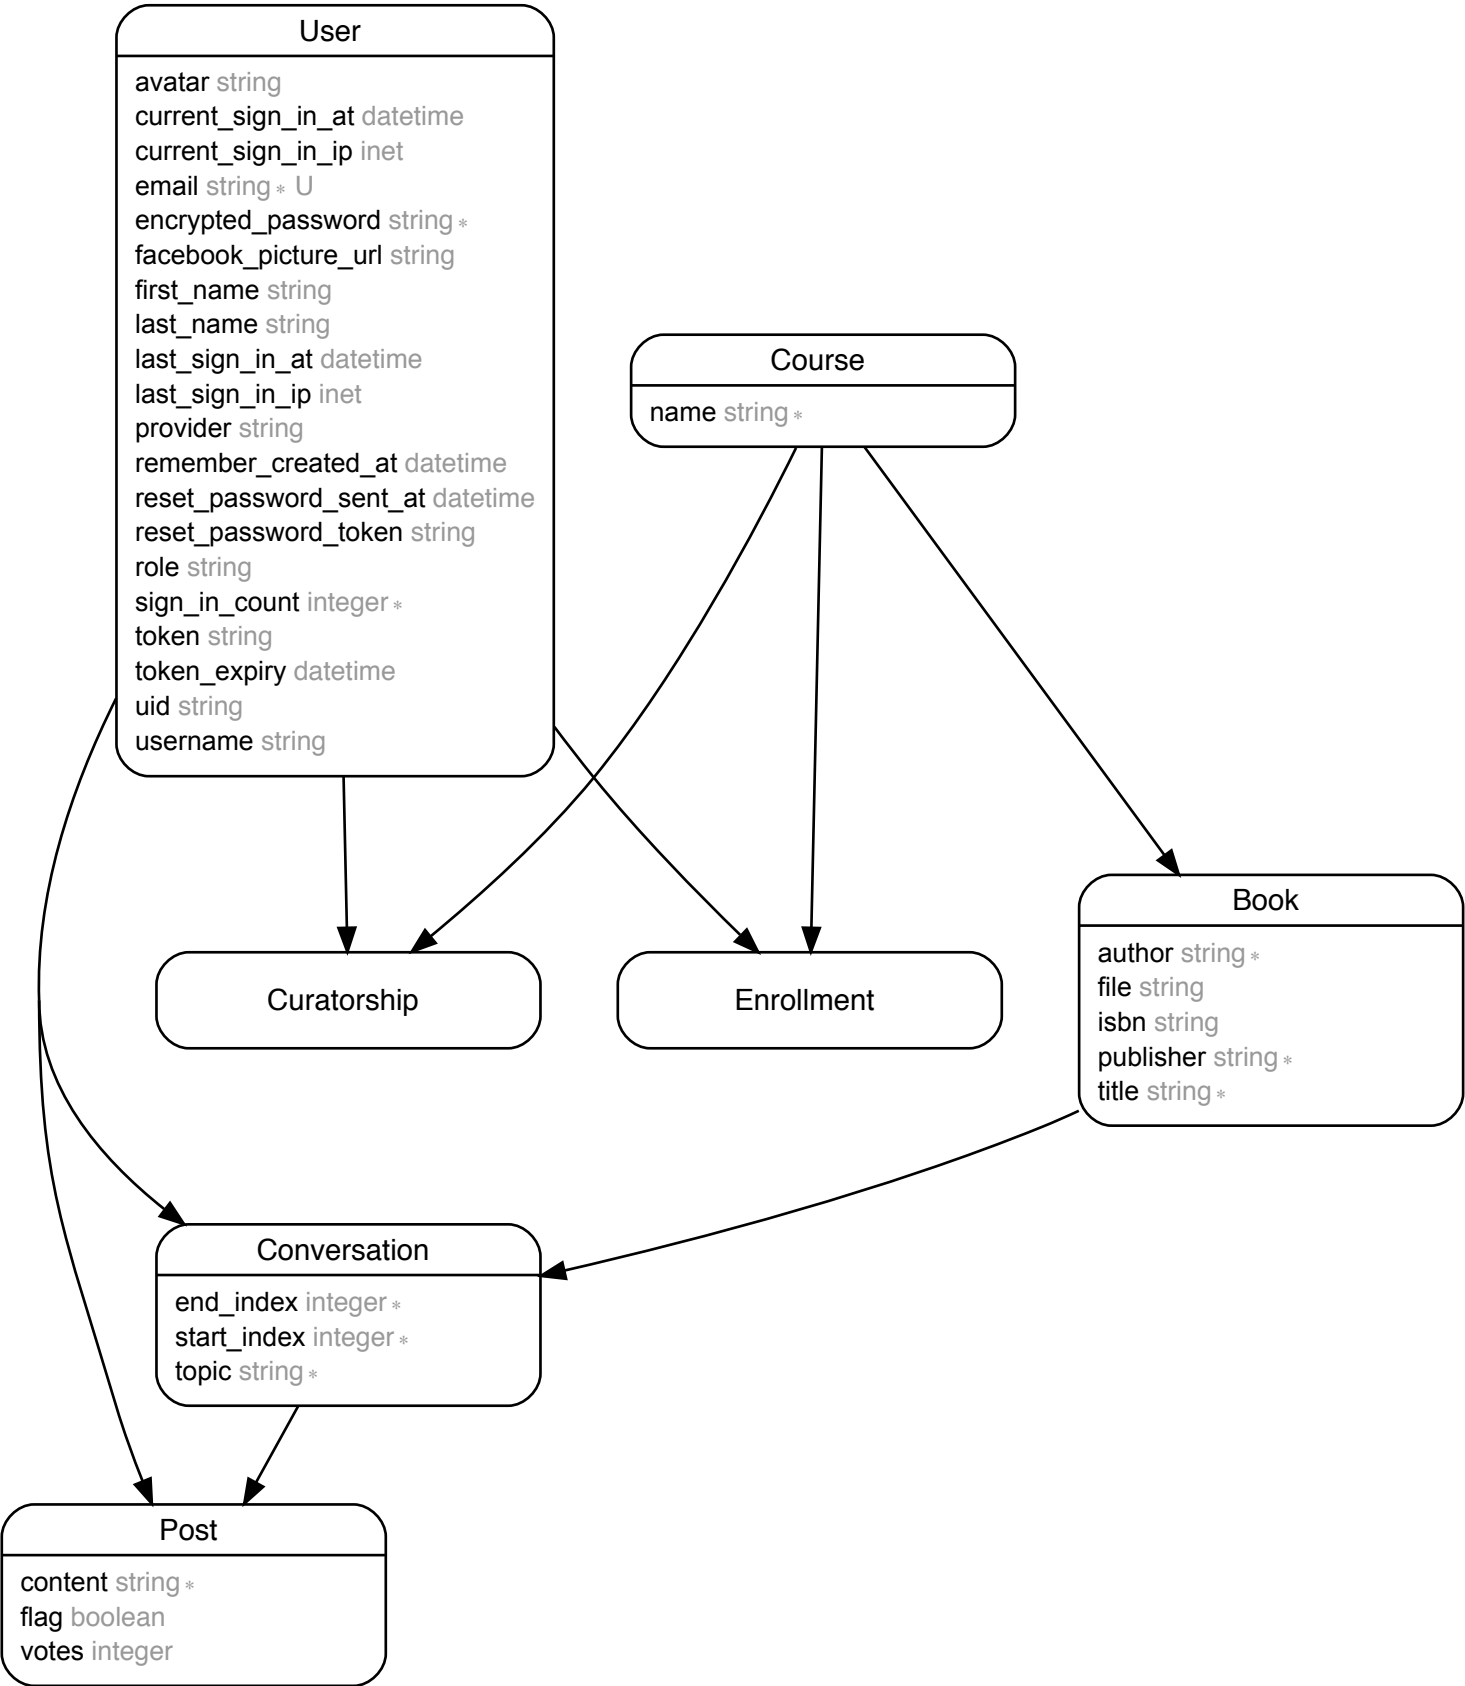 User
avatar string
current_sign_in_at datetime
current_sign_in_ip inet
email string∗ U
encrypted_password string∗
facebook_picture_url string
first_name string
last_name string
last_sign_in_at datetime
last_sign_in_ip inet
provider string
remember_created_at datetime
reset_password_sent_at datetime
reset_password_token string
role string
sign_in_count integer∗
token string
token_expiry datetime
uid string
username string
Course
name string∗
Curatorship
Enrollment
Book
author string∗
file string
isbn string
publisher string∗
title string∗
Conversation
end_index integer∗
start_index integer∗
topic string∗
Post
content string∗
flag boolean
votes integer